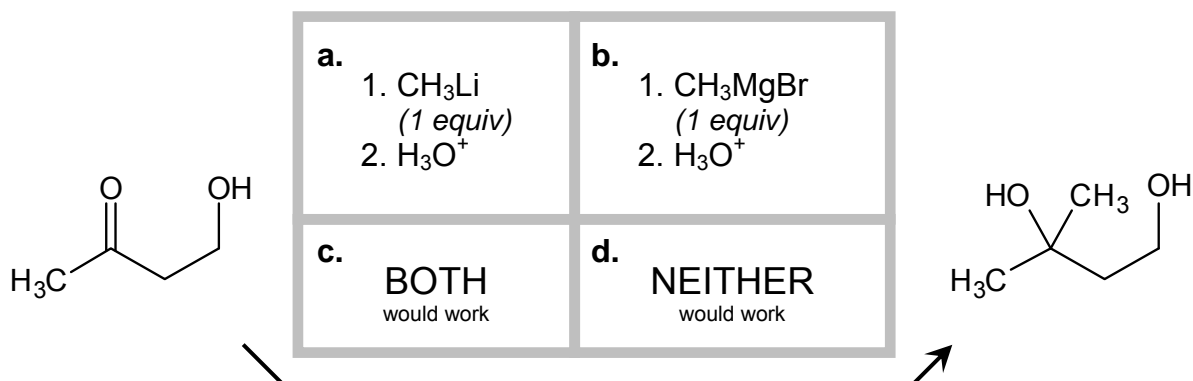 a.
1. CH₃Li
(1 equiv)
2. H₃O⁺
b.
1. CH₃MgBr
(1 equiv)
2. H₃O⁺
c.
BOTH
would work
d.
NEITHER
would work
O
OH
H₃C
HO
CH₃
OH
H₃C